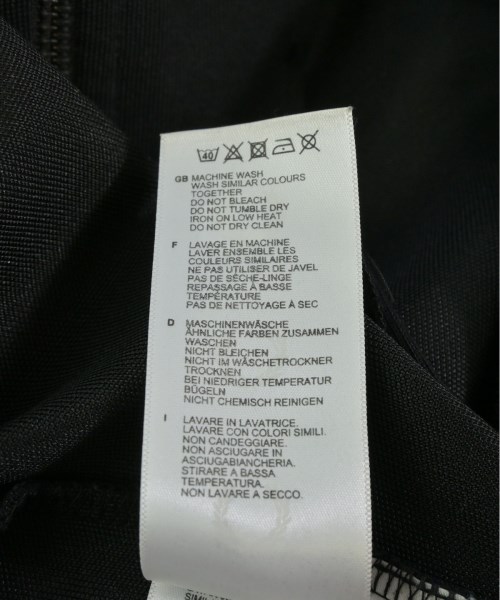 40
GB MACHINE WASH
WASH SIMILAR COLOURS
TOGETHER
DO NOT BLEACH
DO NOT TUMBLE DRY
IRON ON LOW HEAT
DO NOT DRY CLEAN
F LAVAGE EN MACHINE
LAVER ENSEMBLE LES
COULEURS SIMILAIRES
NE PAS UTILISER DE JAVEL
PAS DE SÉCHE-LINGE
REPASSAGE À BASSE
TEMPÉRATURE
PAS DE NETTOYAGE À SEC
D MASCHINENWÄSCHE
ÄHNLICHE FARBEN ZUSAMMEN
WASCHEN
NICHT BLEICHEN
NICHT IM WÄSCHETROCKNER
TROCKNEN
BEI NIEDRIGER TEMPERATUR
BÜGELN
NICHT CHEMISCH REINIGEN
I LAVARE IN LAVATRICE.
LAVARE CON COLORI SIMILI.
NON CANDEGGIARE.
NON ASCIUGARE IN
ASCIUGABIANCHERIA.
STIRARE A BASSA
TEMPERATURA.
NON LAVARE A SECCO.